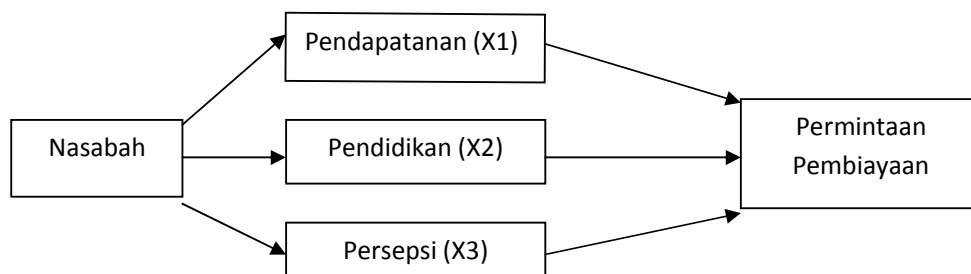 Pendapatanan (X1)
Nasabah
Pendidikan (X2)
Permintaan
Pembiayaan
Persepsi (X3)